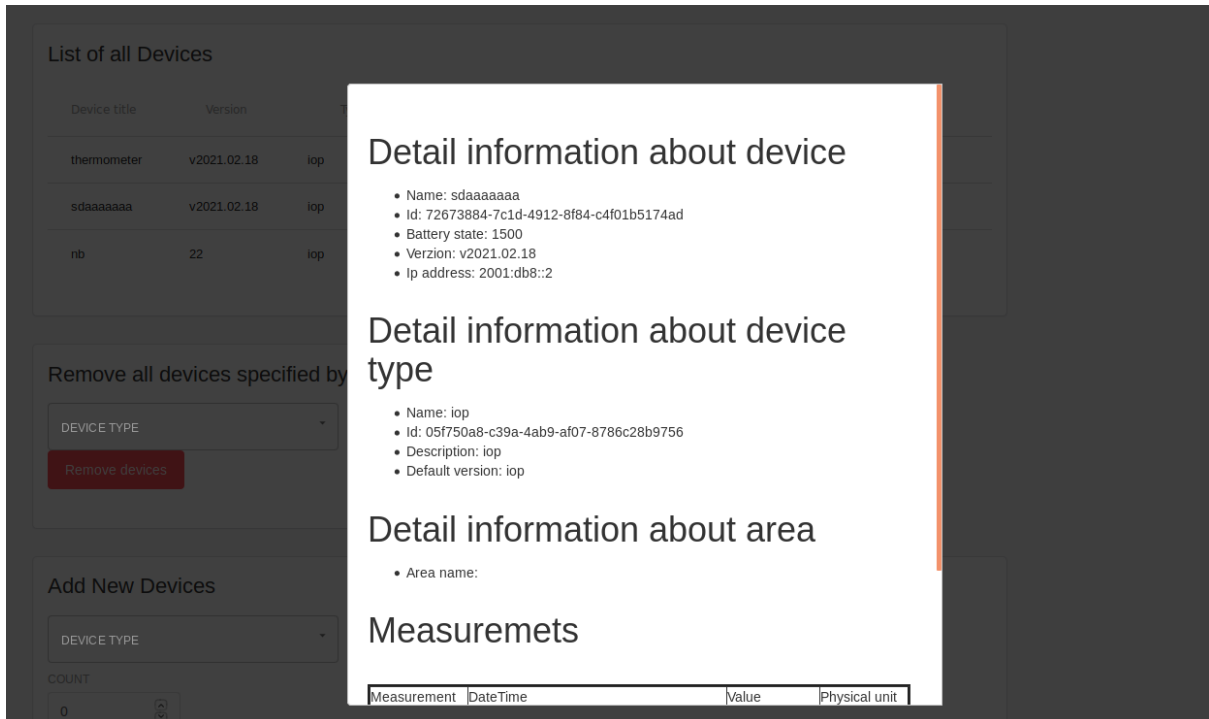 List of all Devices
Device title Version
thermometer v2021.02.18 iop
sdaaaaaaa v2021.02.18 iop
nb 22 iop
Remove all devices specified by
DEVICE TYPE
Remove devices
Add New Devices
DEVICE TYPE
COUNT
0
Detail information about device
• Name: sdaaaaaaa
• Id: 72673884-7c1d-4912-8f84-c4f01b5174ad
• Battery state: 1500
• Verzion: v2021.02.18
• Ip address: 2001:db8::2
Detail information about device
type
• Name: iop
• Id: 05f750a8-c39a-4ab9-af07-8786c28b9756
• Description: iop
• Default version: iop
Detail information about area
• Area name:
Measuremets
Measurement DateTime Value Physical unit